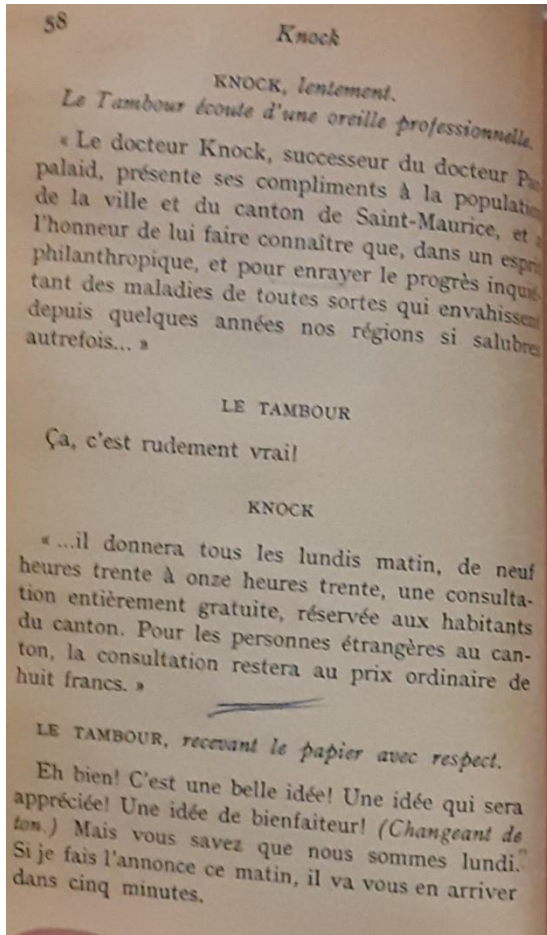 58
Knock
KNOCK, lentement.
Le Tambour écoute d'une oreille professionnelle.
« Le docteur Knock, successeur du docteur Par-
palaid, présente ses compliments à la population
de la ville et du canton de Saint-Maurice, et a
l'honneur de lui faire connaître que, dans un esprit
philanthropique, et pour enrayer le progrès inquié-
tant des maladies de toutes sortes qui envahissent
depuis quelques années nos régions si salubres
autrefois... »
LE TAMBOUR
Ça, c'est rudement vrai!
KNOCK
« ...il donnera tous les lundis matin, de neuf
heures trente à onze heures trente, une consulta-
tion entièrement gratuite, réservée aux habitants
du canton. Pour les personnes étrangères au can-
ton, la consultation restera au prix ordinaire de
huit francs. »
LE TAMBOUR, recevant le papier avec respect.
Eh bien! C'est une belle idée! Une idée qui sera
appréciée! Une idée de bienfaiteur! (Changeant de
ton.) Mais vous savez que nous sommes lundi.
Si je fais l'annonce ce matin, il va vous en arriver
dans cinq minutes.